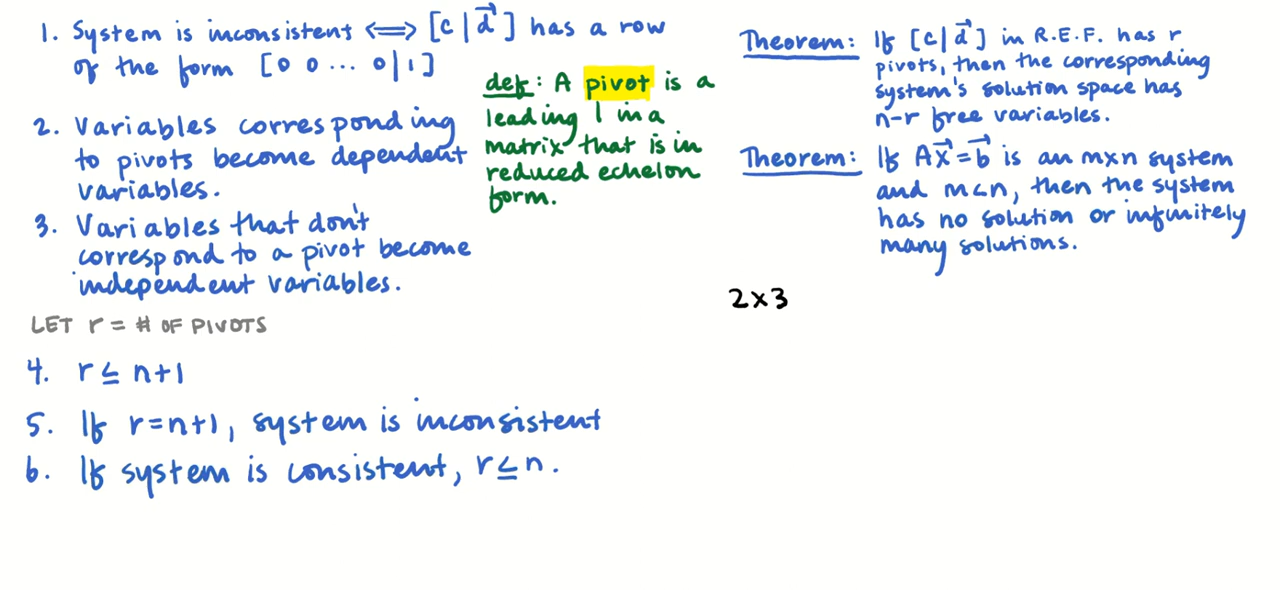 1. System is inconsistent ⟺ [c | d⃗ ] has a row
of the form [0 0 ... 0 | 1]
2. Variables corresponding
to pivots become dependent
variables.
3. Variables that don't
correspond to a pivot become
independent variables.
LET r = # OF PIVOTS
4. r ≤ n+1
5. If r = n+1, system is inconsistent
6. If system is consistent, r ≤ n.
def: A pivot is a
leading 1 in a
matrix that is in
reduced echelon
form.
Theorem: If [c | d⃗ ] in R.E.F. has r
pivots, then the corresponding
system's solution space has
n-r free variables.
Theorem: If Ax⃗ = b⃗ is an mxn system
and m<n, then the system
has no solution or infinitely
many solutions.
2x3